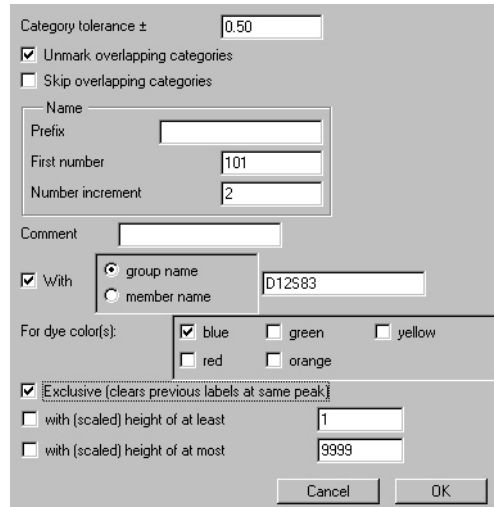 Category tolerance ± 0.50
Unmark overlapping categories
Skip overlapping categories
Name
Prefix
First number 101
Number increment 2
Comment
With group name D12S83
member name
For dye color(s): blue green yellow
red orange
Exclusive (clears previous labels at same peak)
with (scaled) height of at least 1
with (scaled) height of at most 9999
Cancel OK